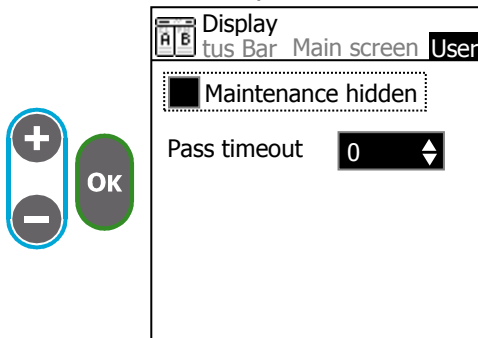 A B Display
tus Bar Main screen User
Maintenance hidden
OK
Pass timeout 0